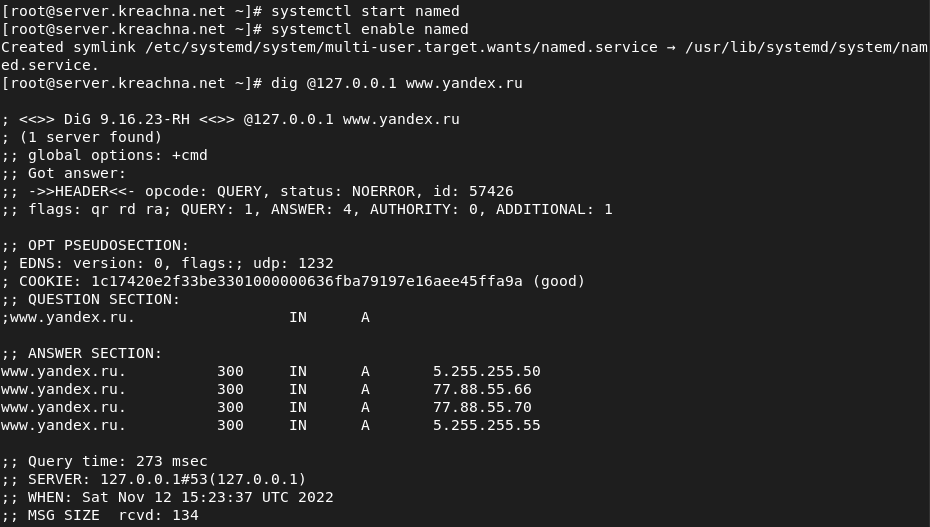 [root@server.kreachna.net ~]# systemctl start named
[root@server.kreachna.net ~]# systemctl enable named
Created symlink /etc/systemd/system/multi-user.target.wants/named.service → /usr/lib/systemd/system/nam
ed.service.
[root@server.kreachna.net ~]# dig @127.0.0.1 www.yandex.ru

; <<>> DiG 9.16.23-RH <<>> @127.0.0.1 www.yandex.ru
; (1 server found)
;; global options: +cmd
;; Got answer:
;; ->>HEADER<<- opcode: QUERY, status: NOERROR, id: 57426
;; flags: qr rd ra; QUERY: 1, ANSWER: 4, AUTHORITY: 0, ADDITIONAL: 1

;; OPT PSEUDOSECTION:
; EDNS: version: 0, flags:; udp: 1232
; COOKIE: 1c17420e2f33be3301000000636fba79197e16aee45ffa9a (good)
;; QUESTION SECTION:
;www.yandex.ru.                 IN      A

;; ANSWER SECTION:
www.yandex.ru.          300     IN      A       5.255.255.50
www.yandex.ru.          300     IN      A       77.88.55.66
www.yandex.ru.          300     IN      A       77.88.55.70
www.yandex.ru.          300     IN      A       5.255.255.55

;; Query time: 273 msec
;; SERVER: 127.0.0.1#53(127.0.0.1)
;; WHEN: Sat Nov 12 15:23:37 UTC 2022
;; MSG SIZE  rcvd: 134